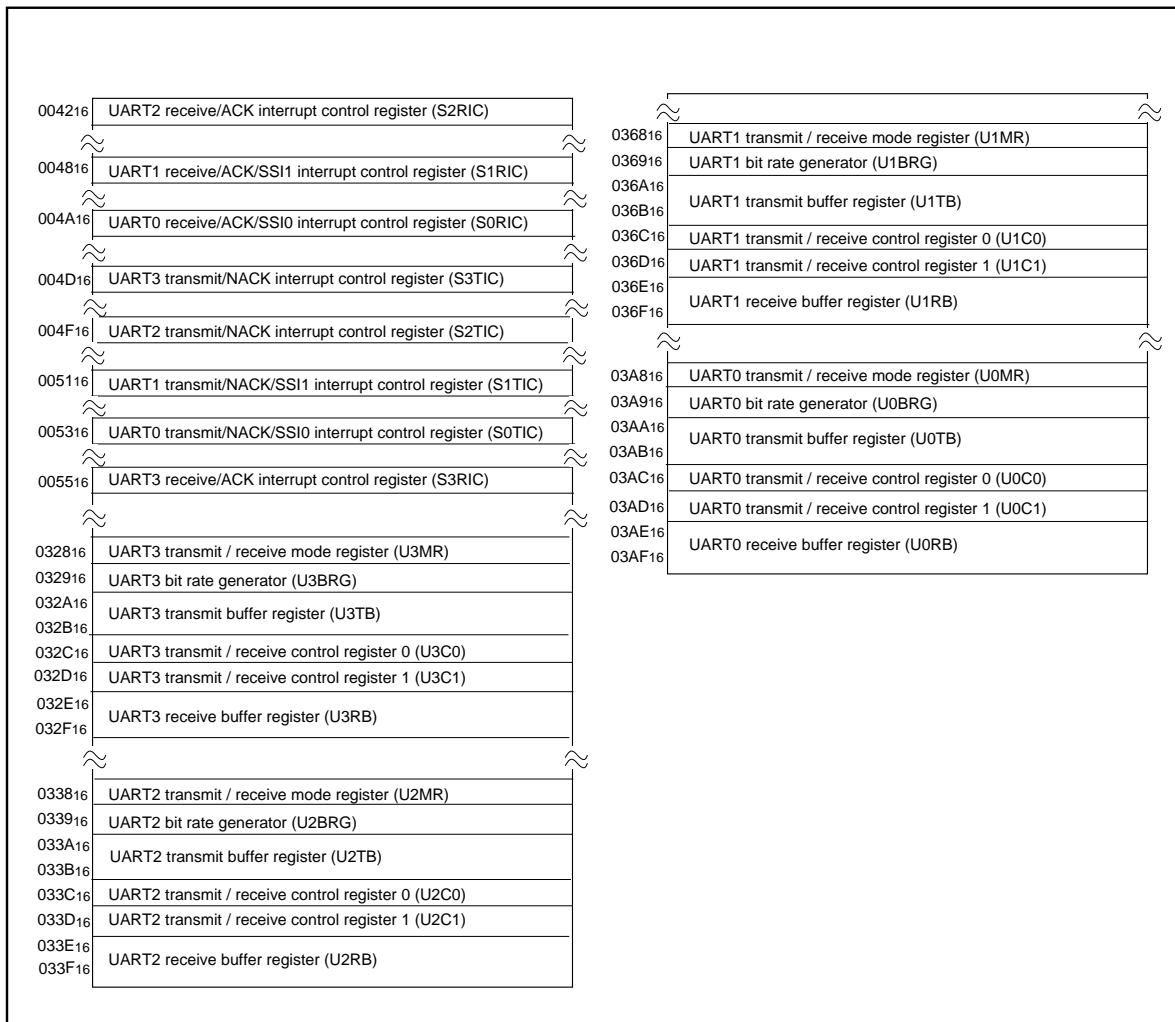 004216 UART2 receive/ACK interrupt control register (S2RIC)
004816 UART1 receive/ACK/SSI1 interrupt control register (S1RIC)
004A16 UART0 receive/ACK/SSI0 interrupt control register (S0RIC)
004D16 UART3 transmit/NACK interrupt control register (S3TIC)
004F16 UART2 transmit/NACK interrupt control register (S2TIC)
005116 UART1 transmit/NACK/SSI1 interrupt control register (S1TIC)
005316 UART0 transmit/NACK/SSI0 interrupt control register (S0TIC)
005516 UART3 receive/ACK interrupt control register (S3RIC)
032816 UART3 transmit / receive mode register (U3MR)
032916 UART3 bit rate generator (U3BRG)
032A16
UART3 transmit buffer register (U3TB)
032B16
032C16 UART3 transmit / receive control register 0 (U3C0)
032D16 UART3 transmit / receive control register 1 (U3C1)
032E16
UART3 receive buffer register (U3RB)
032F16
033816 UART2 transmit / receive mode register (U2MR)
033916 UART2 bit rate generator (U2BRG)
033A16
UART2 transmit buffer register (U2TB)
033B16
033C16 UART2 transmit / receive control register 0 (U2C0)
033D16 UART2 transmit / receive control register 1 (U2C1)
033E16
UART2 receive buffer register (U2RB)
033F16
036816 UART1 transmit / receive mode register (U1MR)
036916 UART1 bit rate generator (U1BRG)
036A16
UART1 transmit buffer register (U1TB)
036B16
036C16 UART1 transmit / receive control register 0 (U1C0)
036D16 UART1 transmit / receive control register 1 (U1C1)
036E16
UART1 receive buffer register (U1RB)
036F16
03A816 UART0 transmit / receive mode register (U0MR)
03A916 UART0 bit rate generator (U0BRG)
03AA16
UART0 transmit buffer register (U0TB)
03AB16
03AC16 UART0 transmit / receive control register 0 (U0C0)
03AD16 UART0 transmit / receive control register 1 (U0C1)
03AE16
UART0 receive buffer register (U0RB)
03AF16